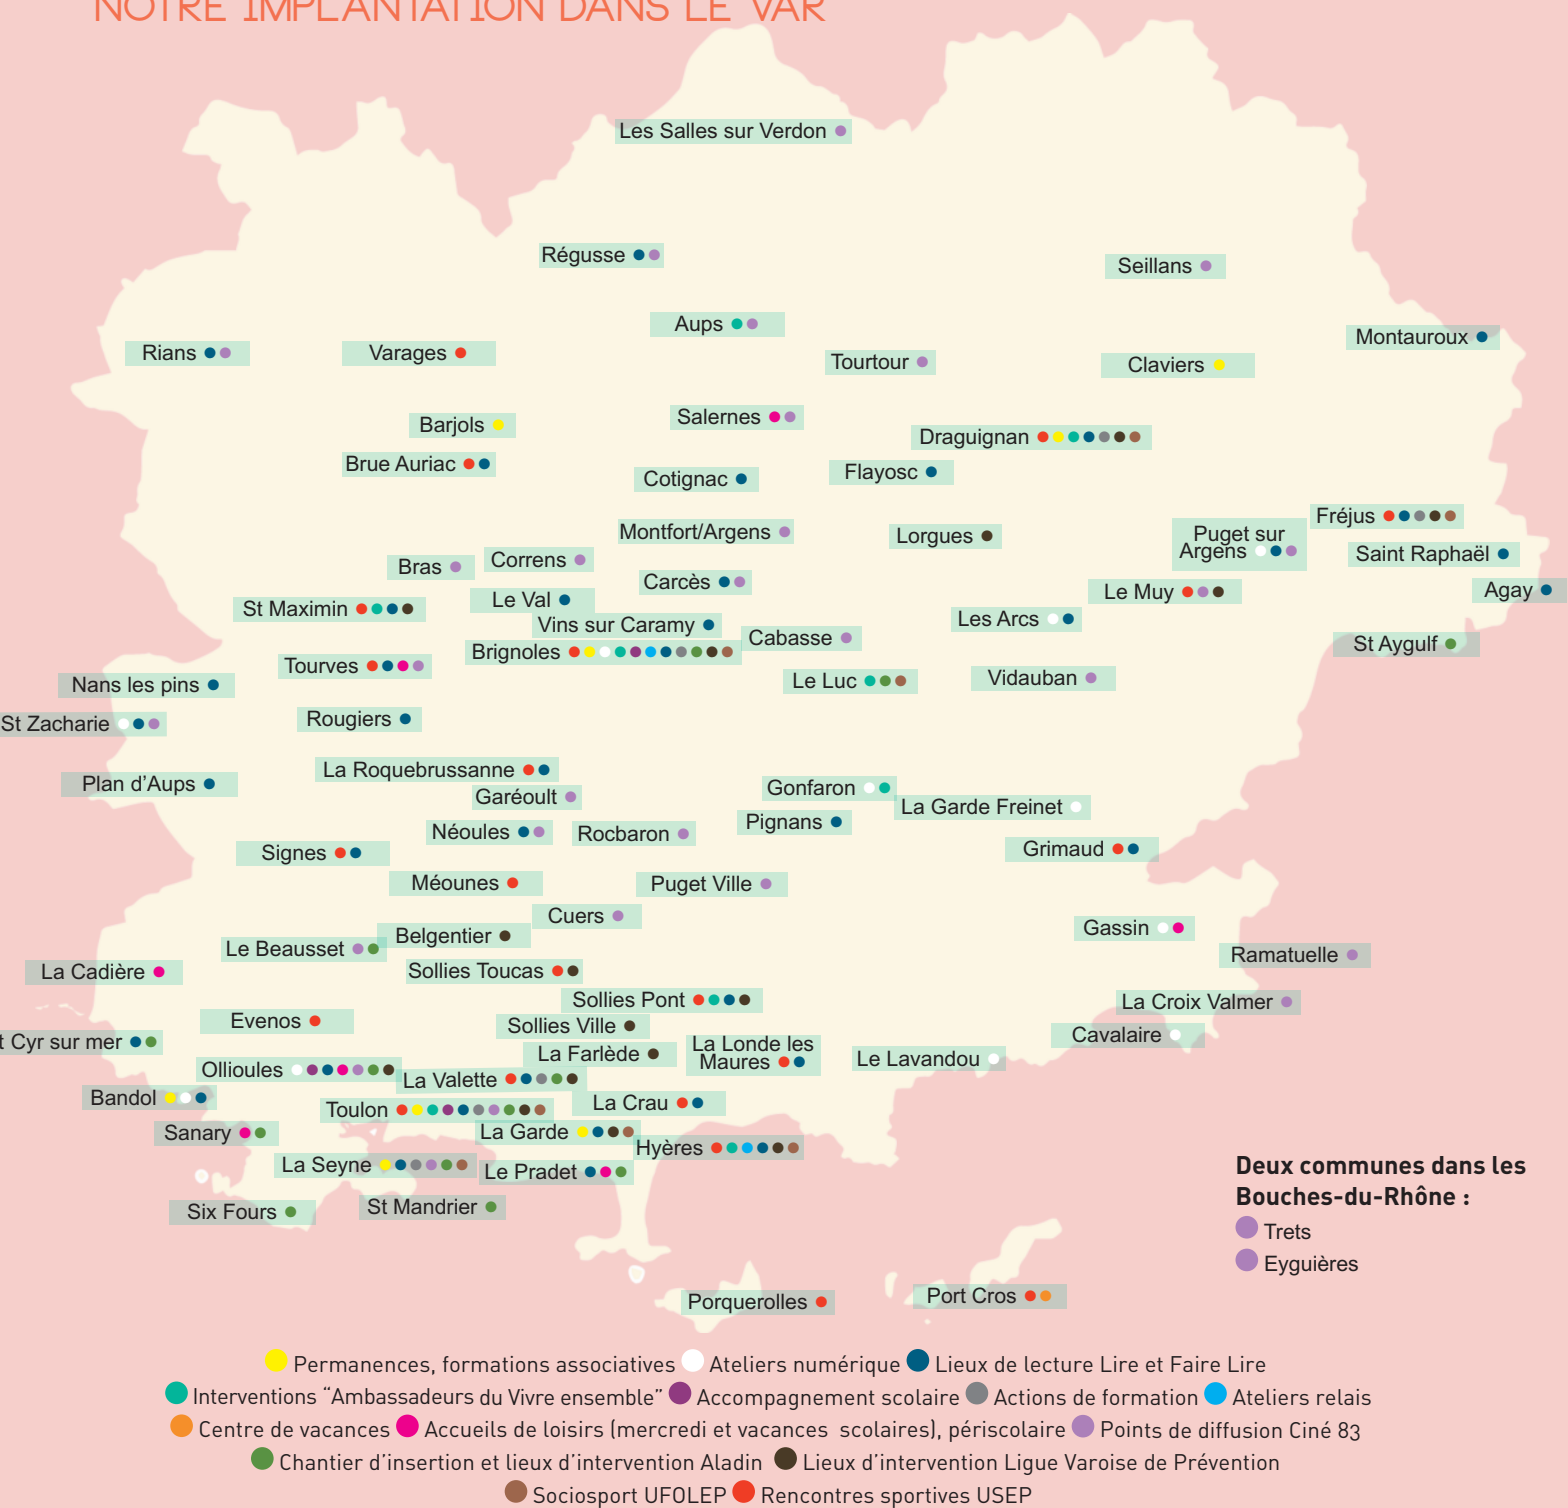 NOTRE IMPLANTATION DANS LE VAR
Les Salles sur Verdon
Régusse
Seillans
Aups
Montauroux
Rians
Varages
Tourtour
Claviers
Salernes
Barjols
Draguignan
Brue Auriac
Flayosc
Cotignac
Fréjus
Montfort/Argens
Lorgues
Puget sur
Argens
Saint Raphaël
Correns
Bras
Carcès
Agay
Le Muy
Le Val
St Maximin
Les Arcs
Vins sur Caramy
Cabasse
St Aygulf
Brignoles
Tourves
Vidauban
Le Luc
Nans les pins
Rougiers
St Zacharie
La Roquebrussanne
Plan d’Aups
Gonfaron
Garéoult
La Garde Freinet
Pignans
Néoules
Rocbaron
Grimaud
Signes
Méounes
Puget Ville
Cuers
Gassin
Belgentier
Le Beausset
Ramatuelle
La Cadière
Sollies Toucas
Sollies Pont
La Croix Valmer
Evenos
Sollies Ville
Cavalaire
t Cyr sur mer
La Londe les
Maures
La Farlède
Le Lavandou
Ollioules
La Valette
Bandol
La Crau
Toulon
Sanary
La Garde
Hyères
La Seyne
Le Pradet
St Mandrier
Six Fours
Deux communes dans les
Bouches-du-Rhône :
Trets
Eyguières
Port Cros
Porquerolles
Permanences, formations associatives Ateliers numérique Lieux de lecture Lire et Faire Lire
Interventions “Ambassadeurs du Vivre ensemble” Accompagnement scolaire Actions de formation Ateliers relais
Centre de vacances Accueils de loisirs (mercredi et vacances scolaires), périscolaire Points de diffusion Ciné 83
Chantier d’insertion et lieux d’intervention Aladin Lieux d’intervention Ligue Varoise de Prévention
Sociosport UFOLEP Rencontres sportives USEP